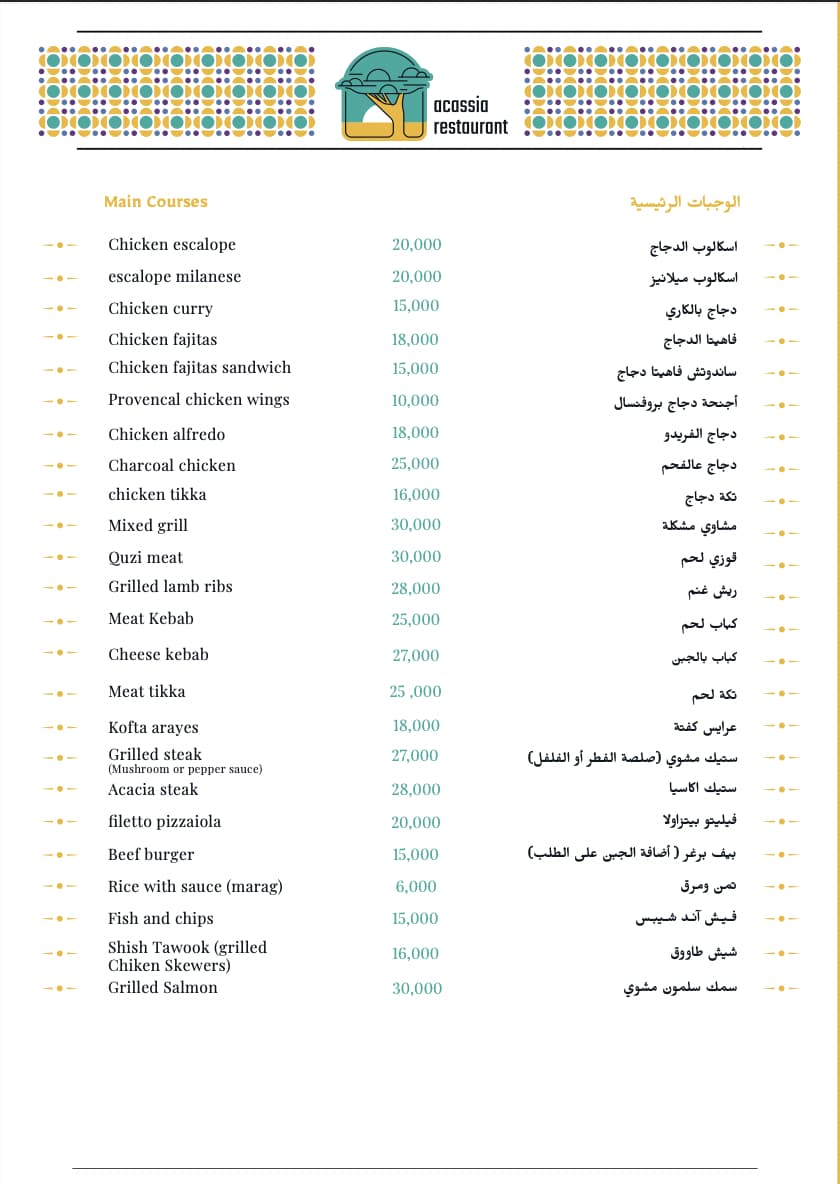 acassia
restaurant
Main Courses الوجبات الرئيسية
Chicken escalope 20,000 اسكالوب الدجاج
escalope milanese 20,000 اسكالوب ميلانيز
Chicken curry 15,000 دجاج بالكاري
Chicken fajitas 18,000 فاهيتا الدجاج
Chicken fajitas sandwich 15,000 ساندوتش فاهيتا دجاج
Provencal chicken wings 10,000 أجنحة دجاج بروفنسال
Chicken alfredo 18,000 دجاج الفريدو
Charcoal chicken 25,000 دجاج عالفحم
chicken tikka 16,000 تكة دجاج
Mixed grill 30,000 مشاوي مشكلة
Quzi meat 30,000 قوزي لحم
Grilled lamb ribs 28,000 ريش غنم
Meat Kebab 25,000 كباب لحم
Cheese kebab 27,000 كباب بالجبن
Meat tikka 25 ,000 تكة لحم
Kofta arayes 18,000 عرايس كفتة
Grilled steak 27,000 ستيك مشوي (صلصة الفطر أو الفلفل)
(Mushroom or pepper sauce)
Acacia steak 28,000 ستيك اكاسيا
filetto pizzaiola 20,000 فيليتو بيتزاولا
Beef burger 15,000 بيف برغر ( أضافة الجبن على الطلب)
Rice with sauce (marag) 6,000 تمن ومرق
Fish and chips 15,000 فيش آند شيبس
Shish Tawook (grilled 16,000 شيش طاووق
Chiken Skewers)
Grilled Salmon 30,000 سمك سلمون مشوي